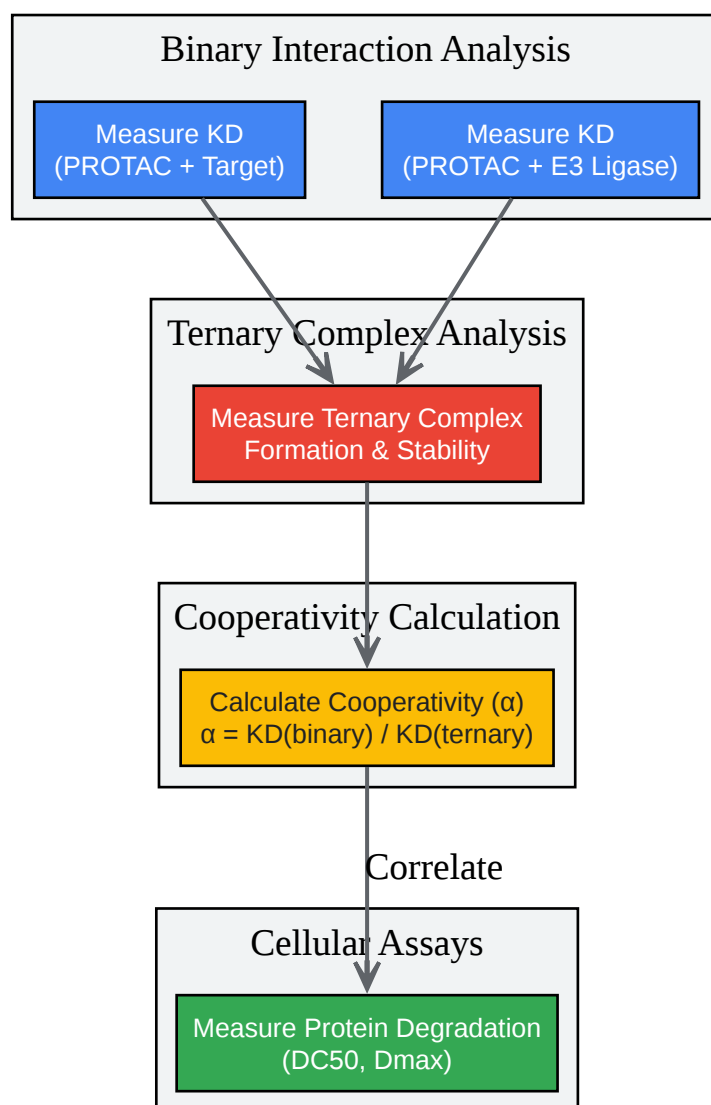 Binary Interaction Analysis
Measure KD
(PROTAC + Target)
Measure KD
(PROTAC + E3 Ligase)
Ternary Complex Analysis
Measure Ternary Complex
Formation & Stability
Cooperativity Calculation
Calculate Cooperativity (α)
α = KD(binary) / KD(ternary)
Correlate
Cellular Assays
Measure Protein Degradation
(DC50, Dmax)